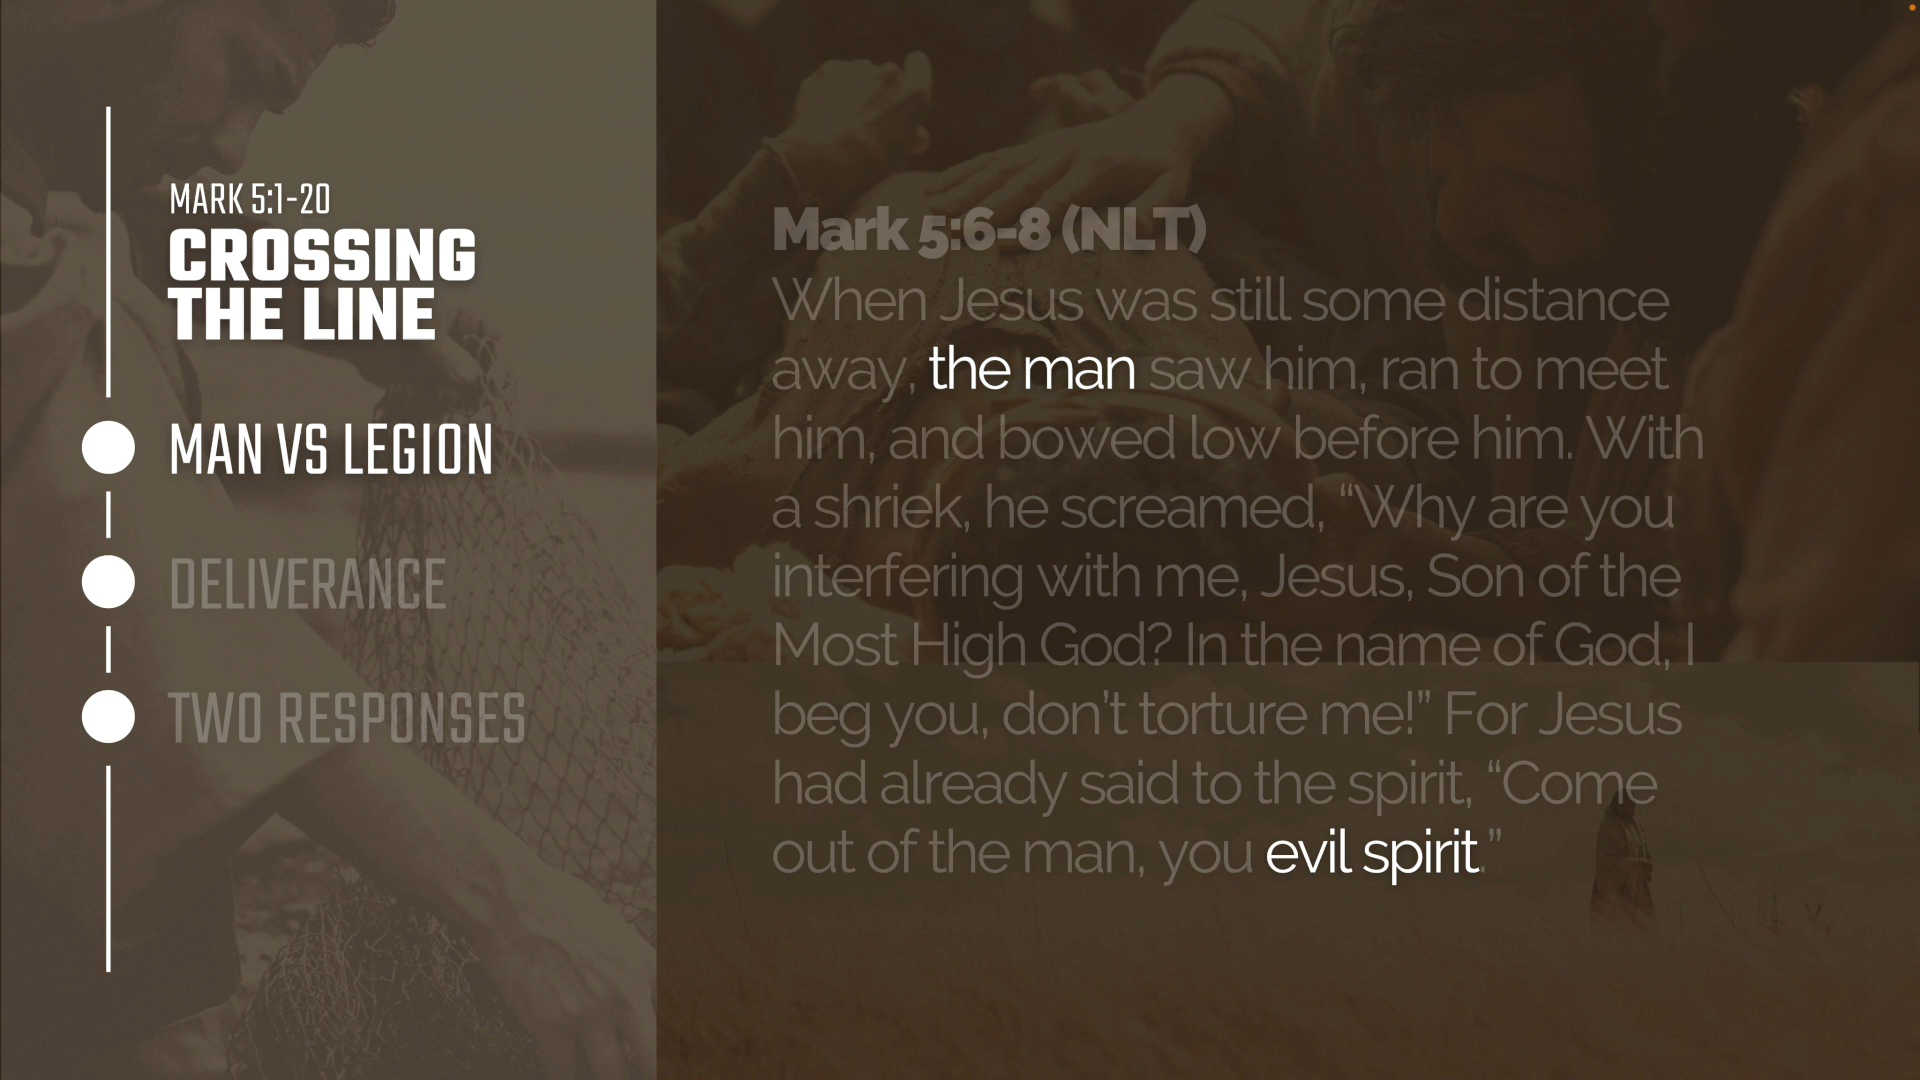 MARK 5:1-20
CROSSING
THE LINE
MAN VS LEGION
DELIVERANCE
TWO RESPONSES
Mark 5:6-8 (NLT)
When Jesus was still some distance
away, the man saw him, ran to meet
him, and bowed low before him. With
a shriek, he screamed, “Why are you
interfering with me, Jesus, Son of the
Most High God? In the name of God, I
beg you, don’t torture me!” For Jesus
had already said to the spirit, “Come
out of the man, you evil spirit.”